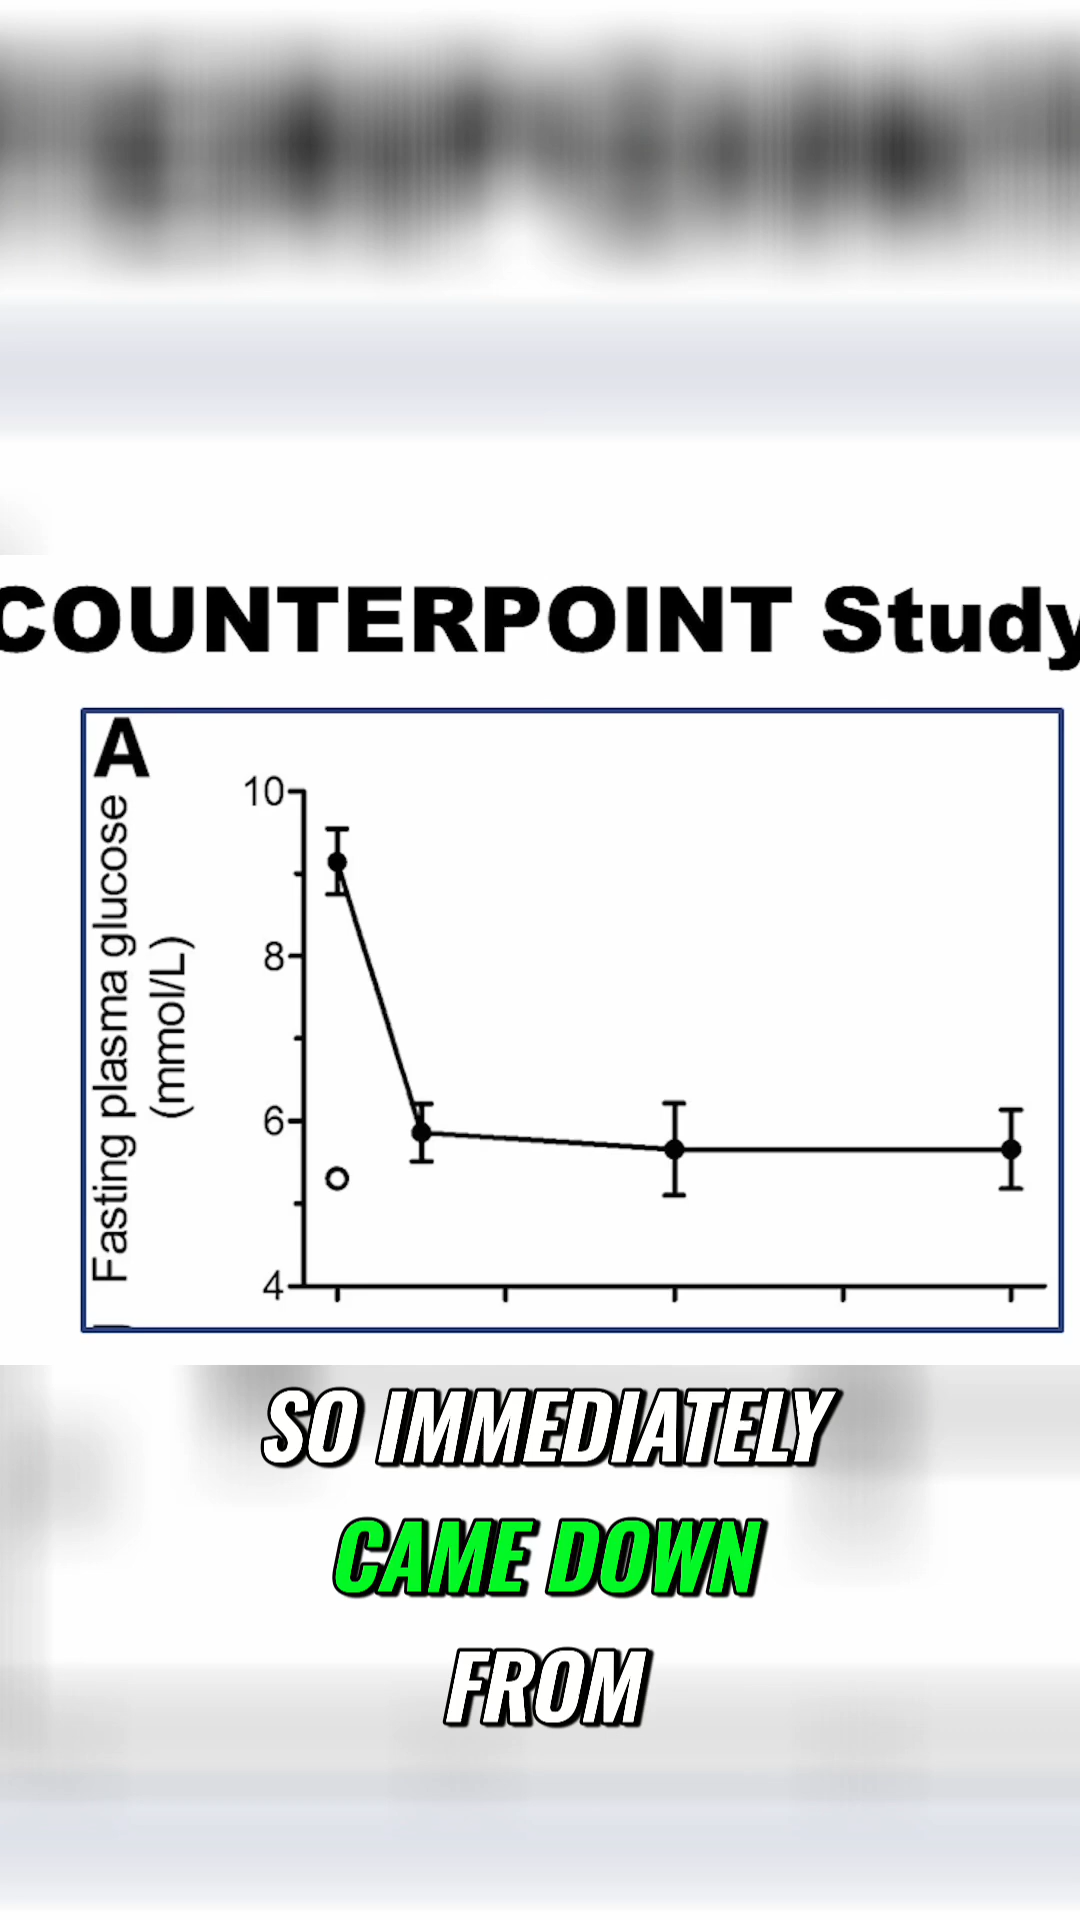 COUNTERPOINT Study
A
Fasting plasma glucose
(mmol/L)
10
8
6
4
SO IMMEDIATELY
CAME DOWN
FROM